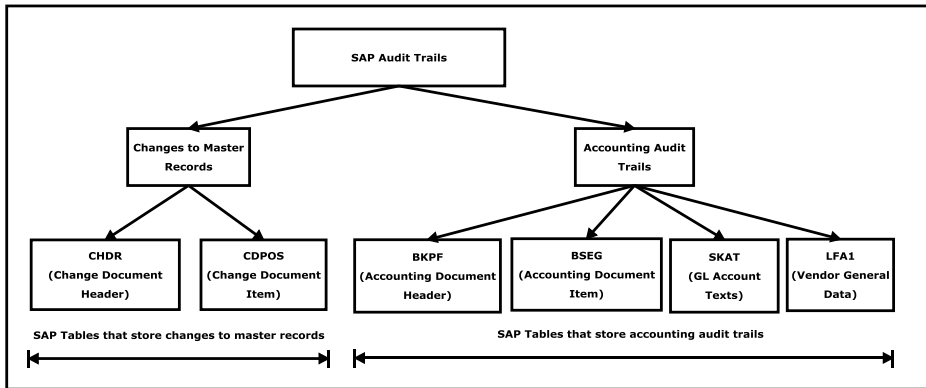 SAP Audit Trails
Changes to Master
Records
Accounting Audit
Trails
CHDR
(Change Document
Header)
CDPOS
(Change Document
Item)
BKPF
(Accounting Document
Header)
BSEG
(Accounting Document
Item)
SKAT
(GL Account
Texts)
LFA1
(Vendor General
Data)
SAP Tables that store changes to master records
SAP Tables that store accounting audit trails